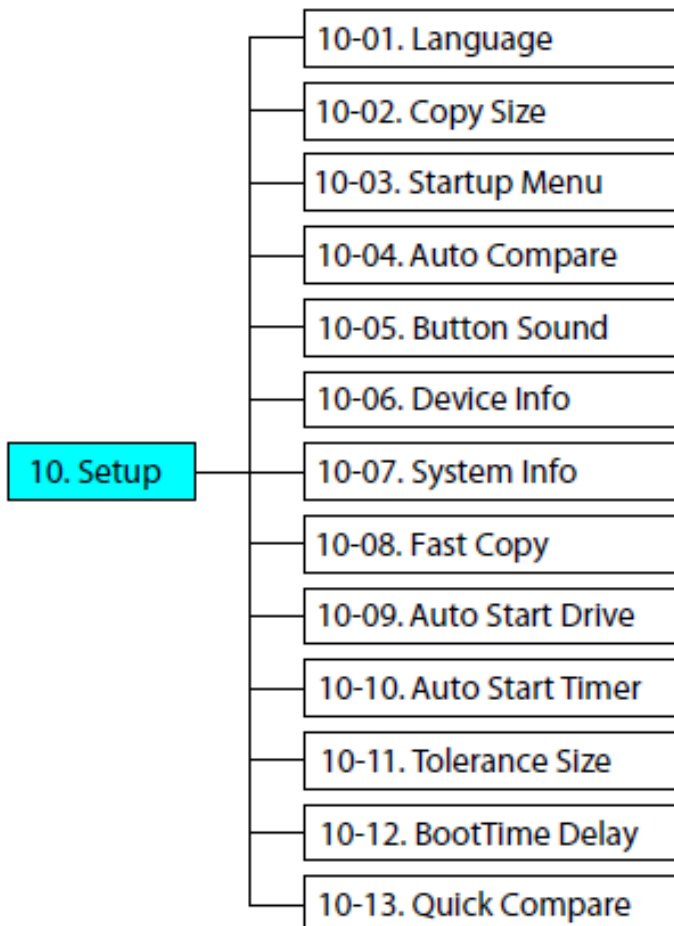 10-01. Language
10-02. Copy Size
10-03. Startup Menu
10-04. Auto Compare
10-05. Button Sound
10-06. Device Info
10. Setup
10-07. System Info
10-08. Fast Copy
10-09. Auto Start Drive
10-10. Auto Start Timer
10-11. Tolerance Size
10-12. BootTime Delay
10-13. Quick Compare